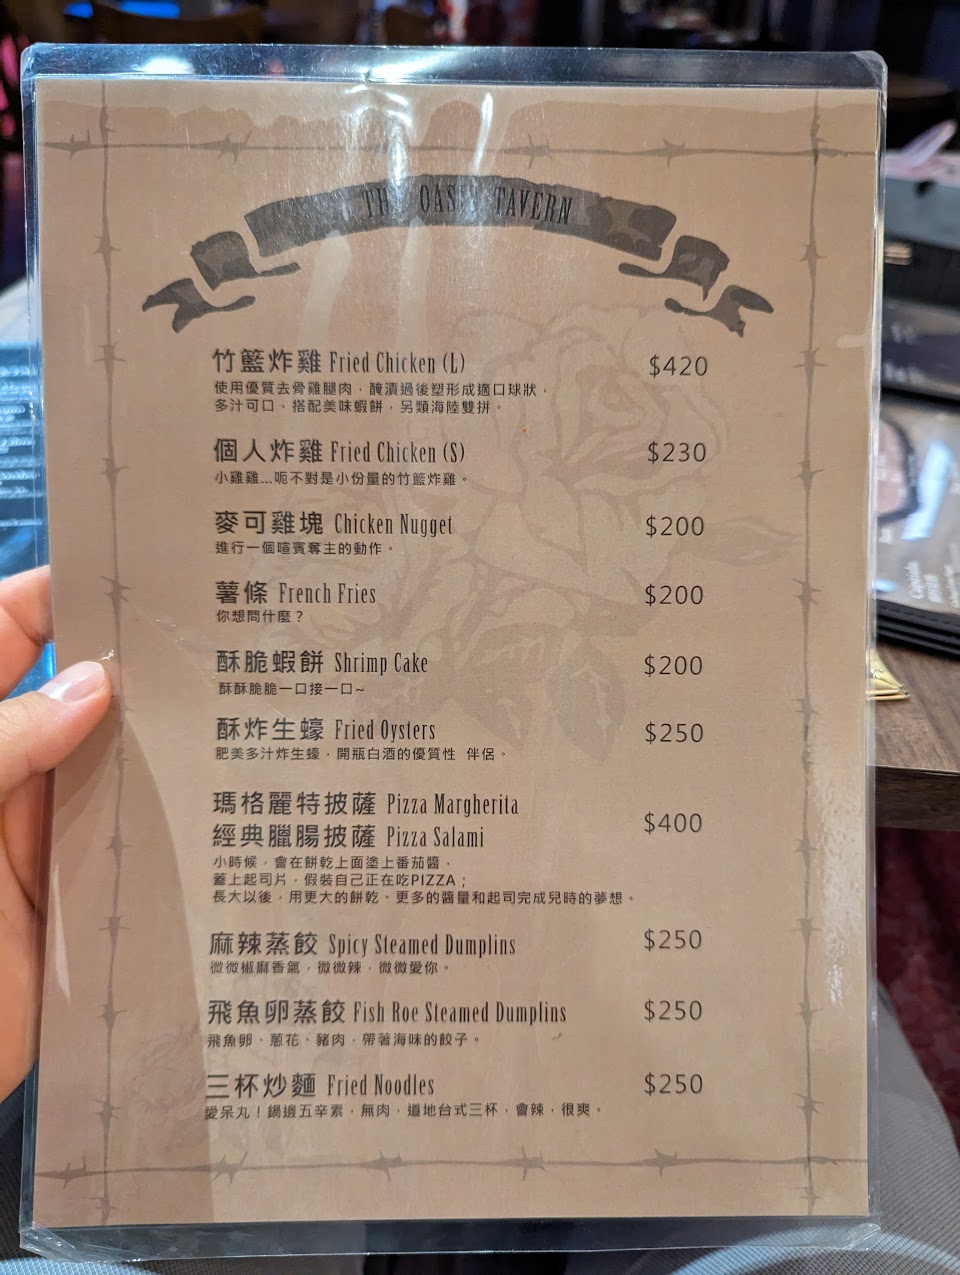 THE OASIS TAVERN
竹籃炸雞 Fried Chicken (L) $420
使用優質去骨雞腿肉，醃漬過後塑形成適口球狀，
多汁可口、搭配美味蝦餅，另類海陸雙拼。
個人炸雞 Fried Chicken (S) $230
小雞雞...呃不對是小份量的竹籃炸雞。
麥可雞塊 Chicken Nugget $200
進行一個喧賓奪主的動作。
薯條 French Fries $200
你想問什麼？
酥脆蝦餅 Shrimp Cake $200
酥酥脆脆一口接一口~
酥炸生蠔 Fried Oysters $250
肥美多汁炸生蠔，開瓶白酒的優質性 伴侶。
瑪格麗特披薩 Pizza Margherita
經典臘腸披薩 Pizza Salami
$400
小時候，會在餅乾上面塗上番茄醬，
蓋上起司片，假裝自己正在吃PIZZA；
長大以後，用更大的餅乾、更多的醬量和起司完成兒時的夢想。
麻辣蒸餃 Spicy Steamed Dumplins $250
微微椒麻香氣，微微辣，微微愛你。
飛魚卵蒸餃 Fish Roe Steamed Dumplins $250
飛魚卵、蔥花、豬肉，帶著海味的餃子。
三杯炒麵 Fried Noodles $250
愛呆丸！鍋邊五辛素，無肉，道地台式三杯，會辣，很爽。